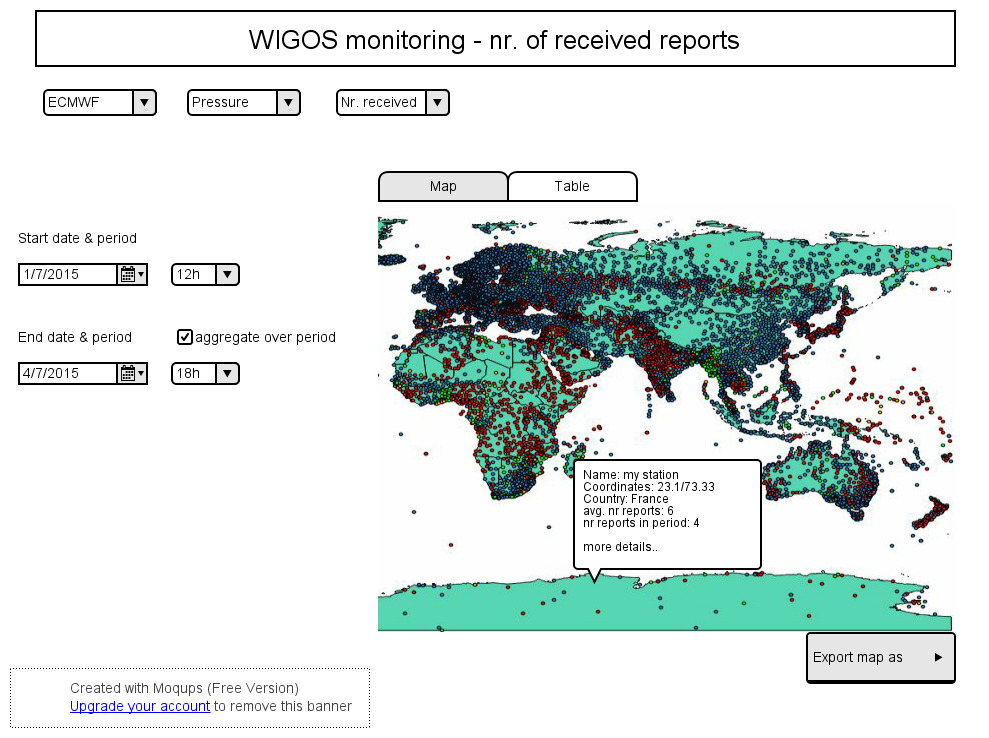 WIGOS monitoring - nr. of received reports
ECMWF
Pressure
Nr. received
Map
Table
Start date & period
1/7/2015
12h
End date & period
aggregate over period
4/7/2015
18h
Name: my station
Coordinates: 23.1/73.33
Country: France
avg. nr reports: 6
nr reports in period: 4
more details..
Export map as
Created with Moqups (Free Version)
Upgrade your account to remove this banner